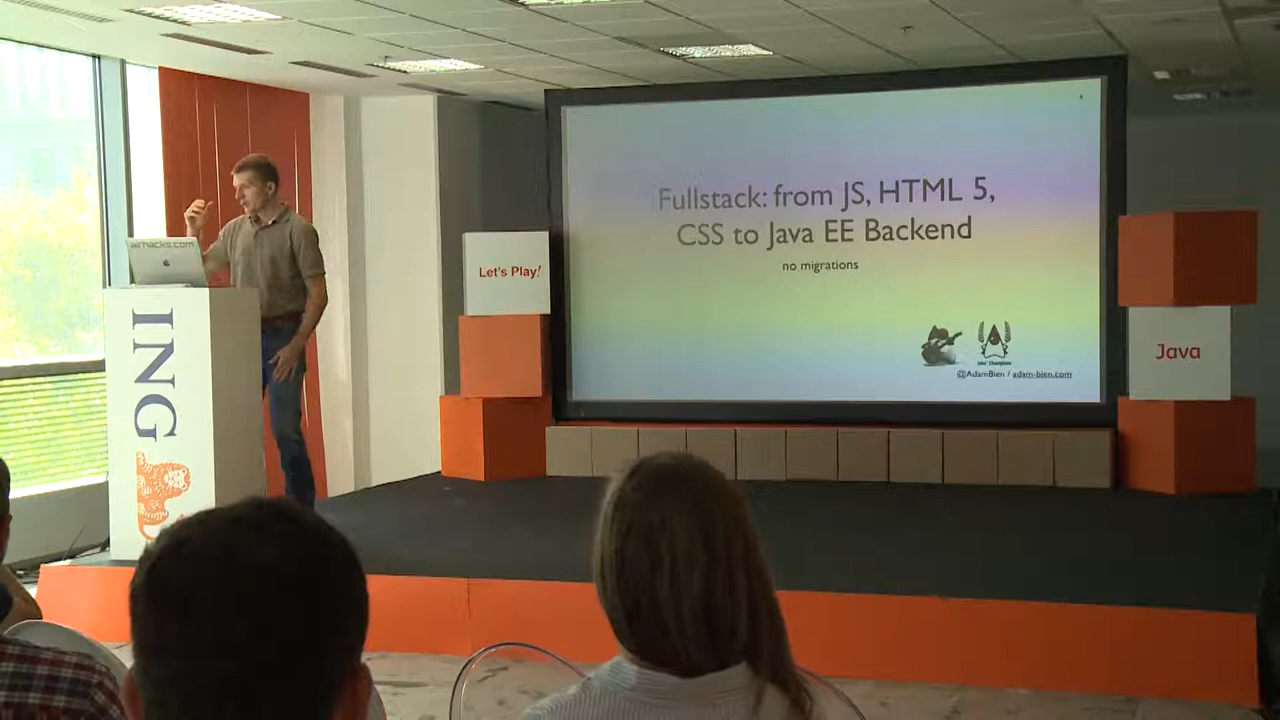 airhacks.com
ING
Let's Play!
Fullstack: from JS, HTML 5,
CSS to Java EE Backend
no migrations
@AdamBien / adam-bien.com
Java